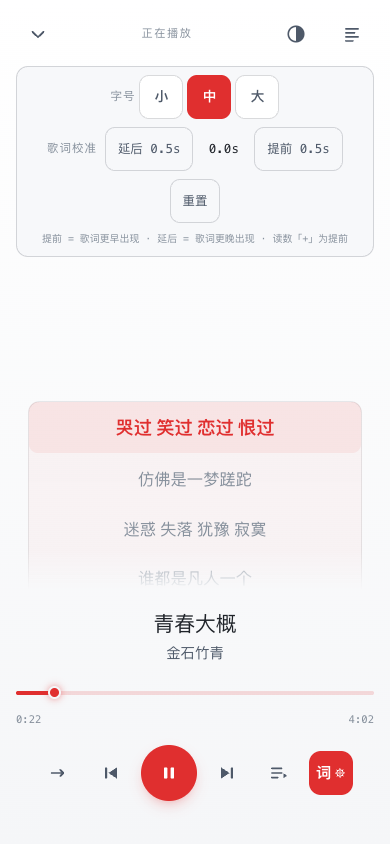 正在播放
字号 小 中 大
歌词校准 延后 0.5s 0.0s 提前 0.5s
重置
提前 = 歌词更早出现 · 延后 = 歌词更晚出现 · 读数「+」为提前
哭过 笑过 恋过 恨过
仿佛是一梦蹉跎
迷惑 失落 犹豫 寂寞
谁都是凡人一个
青春大概
金石竹青
0:22 4:02
词